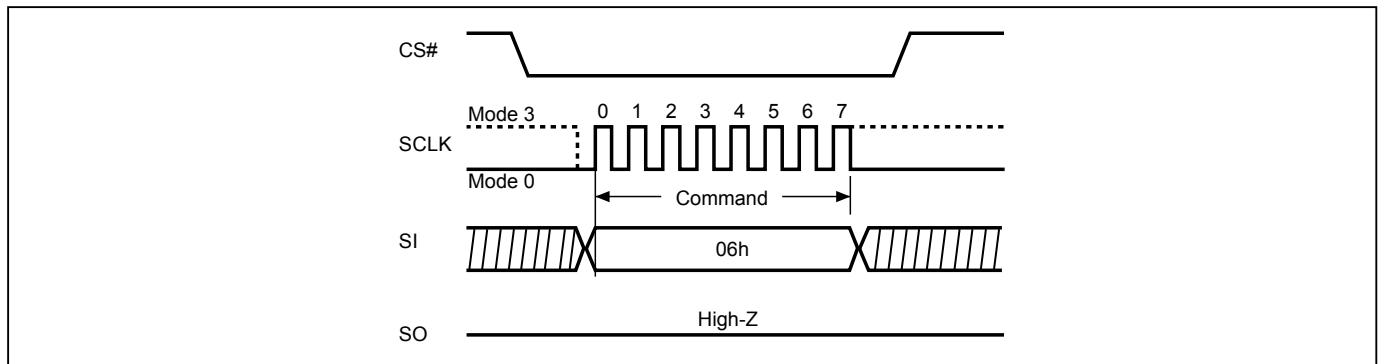 CS#
Mode 3
0 1 2 3 4 5 6 7
SCLK
Mode 0
Command
SI
06h
High-Z
SO